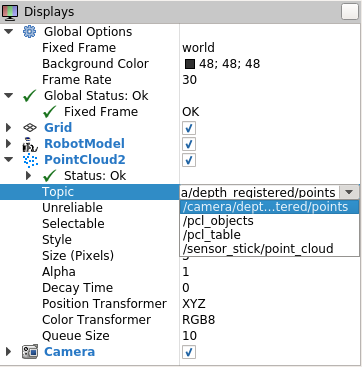 Displays
Global Options
Fixed Frame world
Background Color 48; 48; 48
Frame Rate 30
Global Status: Ok
Fixed Frame OK
Grid
RobotModel
PointCloud2
Status: Ok
Topic a/depth_registered/points
Unreliable /camera/dept...tered/points
Selectable /pcl_objects
Style /pcl_table
/sensor_stick/point_cloud
Size (Pixels)
Alpha 1
Decay Time 0
Position Transformer XYZ
Color Transformer RGB8
Queue Size 10
Camera